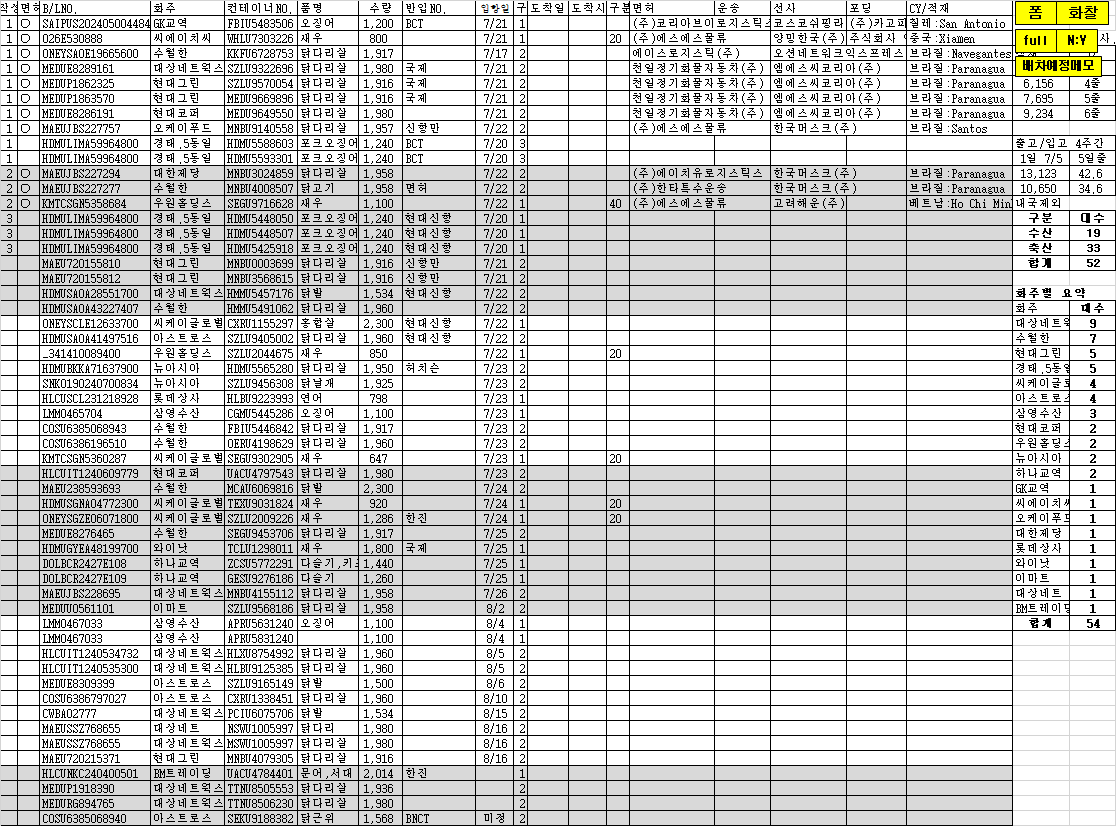 작성 면허 B/LNO. 화주 컨테이너NO. 품명 수량 반입NO. 입항일 구 도착일 도착시 구분 면허 운송 선사 포딩 CY/적재 폼 화찰
1 O SAIPUS202405004484 GK교역 FBIU5483506 오징어 1,200 BCT 7/21 1 (주)코리아브이로지스틱 코스코쉬핑라 (주)카고피 칠레:San Antonio
1 O 026E530888 씨에이치씨 WHLU7303226 새우 800 7/21 1 20 (주)에스에스물류 양밍한국(주) 주식회사 중국:Xiamen full N:Y
1 O ONEYSAOE19665600 수월한 KKFU6728753 닭다리살 1,917 7/17 2 에이스로지스틱(주) 오션네트워크익스프레스 브라질:Navegantes
1 O MEDUE8289161 대상네트웍스 SZLU9322696 닭다리살 1,980 국제 7/21 2 천일정기화물자동차(주) 엠에스씨코리아(주) 브라질:Paranagua 배차예정메모
1 O MEDUP1862325 현대그린 SZLU9570054 닭다리살 1,916 국제 7/21 2 천일정기화물자동차(주) 엠에스씨코리아(주) 브라질:Paranagua 6,156 4출
1 O MEDUP1863570 현대그린 MEDU9669896 닭다리살 1,916 국제 7/21 2 천일정기화물자동차(주) 엠에스씨코리아(주) 브라질:Paranagua 7,695 5출
1 O MEDUE8286191 현대코퍼 MEDU9649550 닭다리살 1,980 7/21 2 천일정기화물자동차(주) 엠에스씨코리아(주) 브라질:Paranagua 9,234 6출
1 O MAEUJBS227757 오케이푸드 MNBU9140558 닭다리살 1,957 신항만 7/21 2 (주)에스에스물류 한국머스크(주) 브라질:Santos
1 HDMULIMA59964800 경태.5동일 HDMU5588603 포크오징어 1,240 BCT 7/20 3 출고/입고 4주간
1 HDMULIMA59964800 경태.5동일 HDMU5593301 포크오징어 1,240 BCT 7/20 3 1일 7/5 5일출
2 O MAEUJBS227294 대한제당 MNBU3024859 닭다리살 1,958 7/21 2 (주)에이치유로지스틱스 한국머스크(주) 브라질:Paranagua 13,123 42.6
2 O MAEUJBS227277 수월한 MNBU4008507 닭고기 1,958 면허 7/21 2 (주)한타특수운송 한국머스크(주) 브라질:Paranagua 10,650 34.6
2 O KMTCSGN5358684 우원홀딩스 SEGU9716628 새우 1,100 7/22 1 40 (주)에스에스물류 고려해운(주) 베트남:Ho Chi Min 내국제외
3 HDMULIMA59964800 경태.5동일 HDMU5448050 포크오징어 1,240 현대신항 7/20 1 구분 대수
3 HDMULIMA59964800 경태.5동일 HDMU5448507 포크오징어 1,240 현대신항 7/20 1 수산 19
3 HDMULIMA59964800 경태.5동일 HDMU5425918 포크오징어 1,240 현대신항 7/20 1 축산 33
MAEU720155810 현대그린 MNBU0003699 닭다리살 1,916 신항만 7/21 2 합계 52
MAEU720155812 현대그린 MNBU3568615 닭다리살 1,916 신항만 7/21 2
HDMUSAOA28551700 대상네트웍스 HMMU5457176 닭발 1,534 현대신항 7/22 2 화주별 요약
HDMUSAOA43227407 수월한 HMMU5491062 닭다리살 1,960 7/22 2 화주 대수
ONEYSCLE12633700 씨케이글로벌 CXRU1155297 홍합살 2,300 현대신항 7/22 1 대상네트웍 9
HDMUSAOA41497516 아스트로스 SZLU9405002 닭다리살 1,960 현대신항 7/22 2 수월한 7
_341410089400 우원홀딩스 SZLU2044675 새우 850 7/22 1 20 현대그린 5
HDMUBKKA71637900 뉴아시아 HDMU5565280 닭다리살 1,950 허치슨 7/22 2 경태.5동일 5
SNKO190240700834 뉴아시아 SZLU9456308 닭날개 1,925 7/23 2 씨케이글로 4
HLCUSCL231218928 롯데상사 HLBU9223993 연어 798 7/23 1 아스트로스 4
LMM0465704 삼영수산 CGMU5445286 오징어 1,100 7/23 1 삼영수산 3
COSU6385068943 수월한 FBIU5446842 닭다리살 1,917 7/23 2 현대코퍼 2
COSU6386196510 수월한 OERU4198629 닭다리살 1,960 7/23 2 우원홀딩스 2
KMTCSGN5360287 씨케이글로벌 SEGU9302905 새우 647 7/23 1 20 뉴아시아 2
HLCUIT1240609779 현대코퍼 UACU4797543 닭다리살 1,980 7/23 2 하나교역 2
MAEU238593693 수월한 MCAU6069816 닭발 2,300 7/24 2 GK교역 1
HDMUSGNA04772300 씨케이글로벌 TEXU9031824 새우 920 7/24 1 20 씨에이치씨 1
ONEYSGZE06071800 씨케이글로벌 SZLU2009226 새우 1,286 한진 7/24 1 20 오케이푸드 1
MEDUE8276465 수월한 SEGU9453706 닭다리살 1,917 7/25 2 대한제당 1
HDMUGYEA48199700 와이낫 TCLU1298011 새우 1,800 국제 7/25 1 롯데상사 1
DOLBCR2427E108 하나교역 ZCSU5772291 다슬기,키조 1,440 7/25 1 와이낫 1
DOLBCR2427E109 하나교역 GESU9276186 다슬기 1,260 7/25 1 이마트 1
MAEUJBS228695 대상네트웍스 MNBU4155112 닭다리살 1,958 7/26 2 대상네트 1
MEDUU0561101 이마트 SZLU9568186 닭다리살 1,958 8/2 2 BM트레이딩 1
LMM0467033 삼영수산 APRU5631240 오징어 1,100 8/4 1 합계 54
LMM0467033 삼영수산 APRU5831240 1,100 8/4 1
HLCUIT1240534732 대상네트웍스 HLXU8754992 닭다리살 1,960 8/5 2
HLCUIT1240535300 대상네트웍스 HLBU9125385 닭다리살 1,960 8/5 2
MEDUE8309399 아스트로스 SZLU9165149 닭발 1,500 8/6 2
COSU6386797027 아스트로스 CXRU1338451 닭다리살 1,960 8/10 2
CWBA02777 대상네트웍스 PCIU6075706 닭발 1,534 8/15 2
MAEUSSZ768655 대상네트 NSWU1005997 닭다리 1,980 8/16 2
MAEUSSZ768655 대상네트웍스 MSWU1005997 닭다리살 1,980 8/16 2
MAEU720215371 현대그린 MNBU4079305 닭다리살 1,916 8/16 2
HLCUNKC240400501 BM트레이딩 UACU4784401 문어,서대 2,014 한진 1
MEDUP1918390 대상네트웍스 TTNU8505553 닭다리살 1,936 2
MEDURG894765 대상네트웍스 TTNU8506230 닭다리살 1,980 2
COSU6385068940 아스트로스 SEKU9188382 닭근위 1,568 BNCT 미정 2